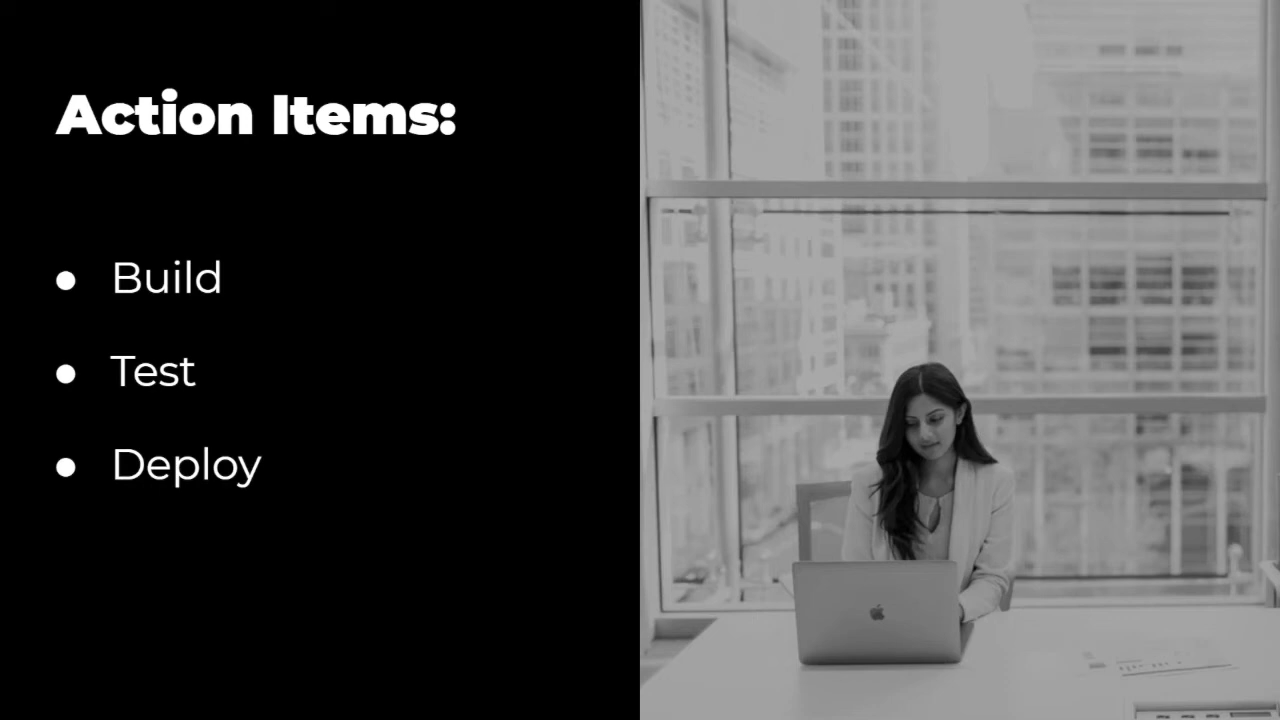 Action Items:
● Build
● Test
● Deploy